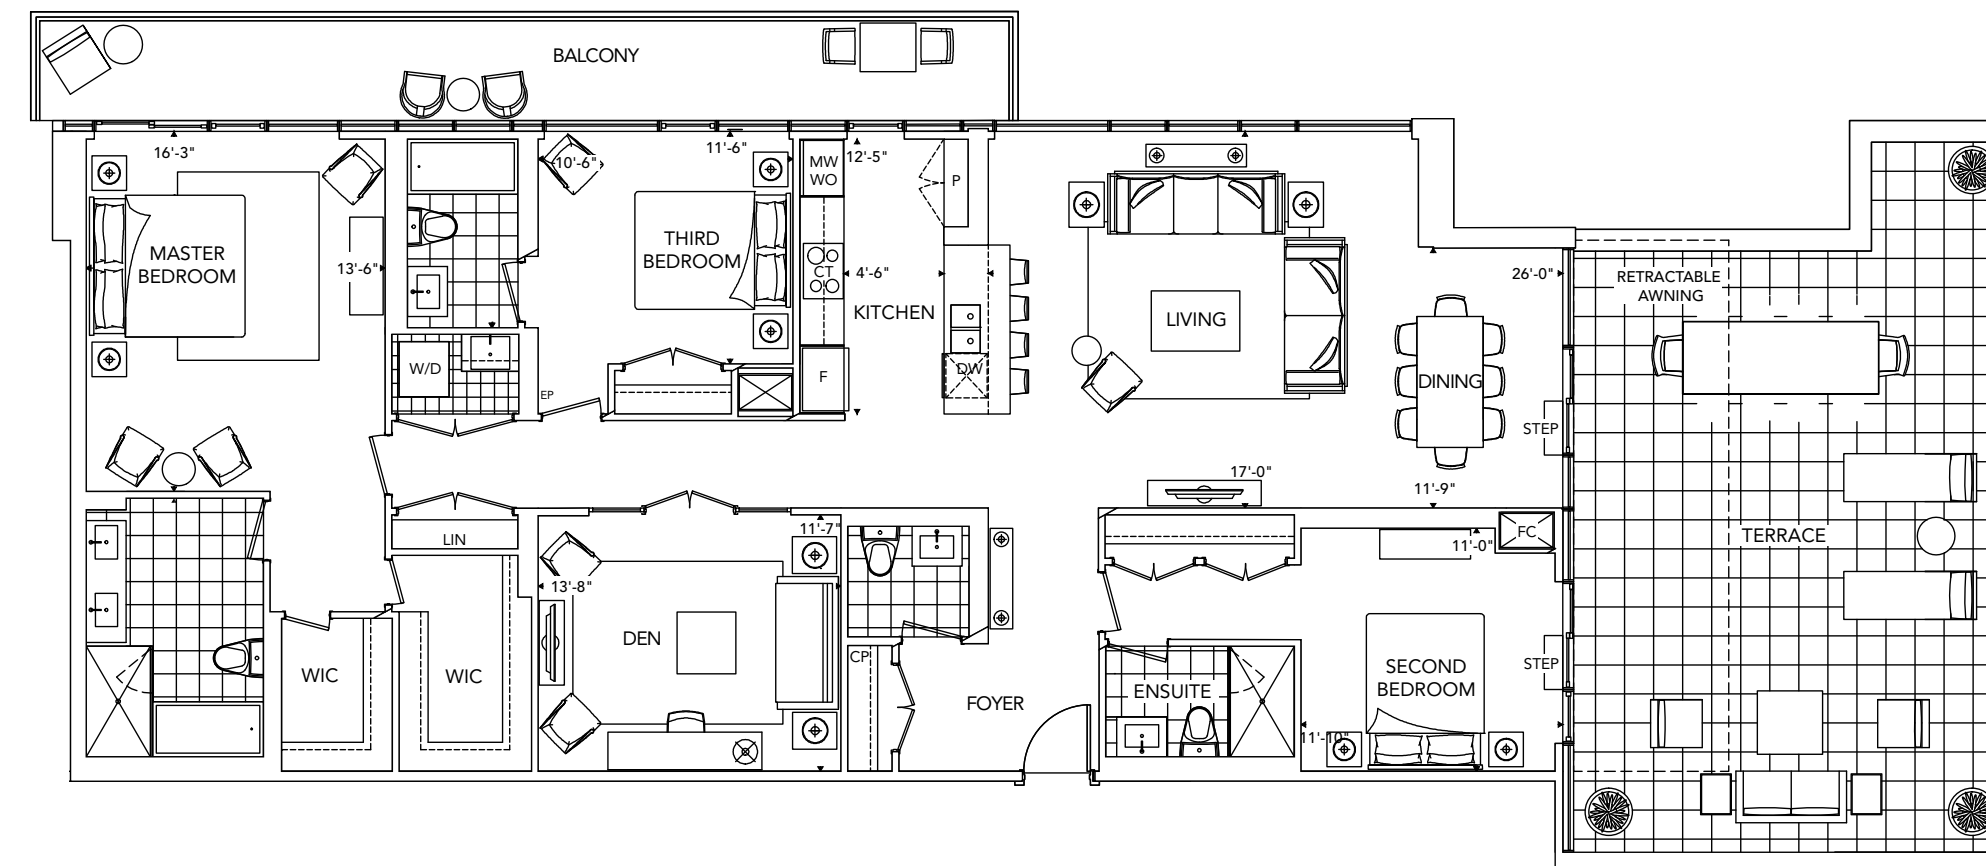 BALCONY
16'-3"
10'-6"
11'-6"
MW
WO
12'-5"
P
MASTER
BEDROOM
13'-6"
THIRD
BEDROOM
CT
4'-6"
KITCHEN
LIVING
26'-0"
RETRACTABLE
AWNING
W/D
EP
F
DW
DINING
STEP
17'-0"
11'-9"
LIN
11'-7"
FC
11'-0"
TERRACE
13'-8"
DEN
WIC
WIC
CP
FOYER
ENSUITE
SECOND
BEDROOM
STEP
11'-10"